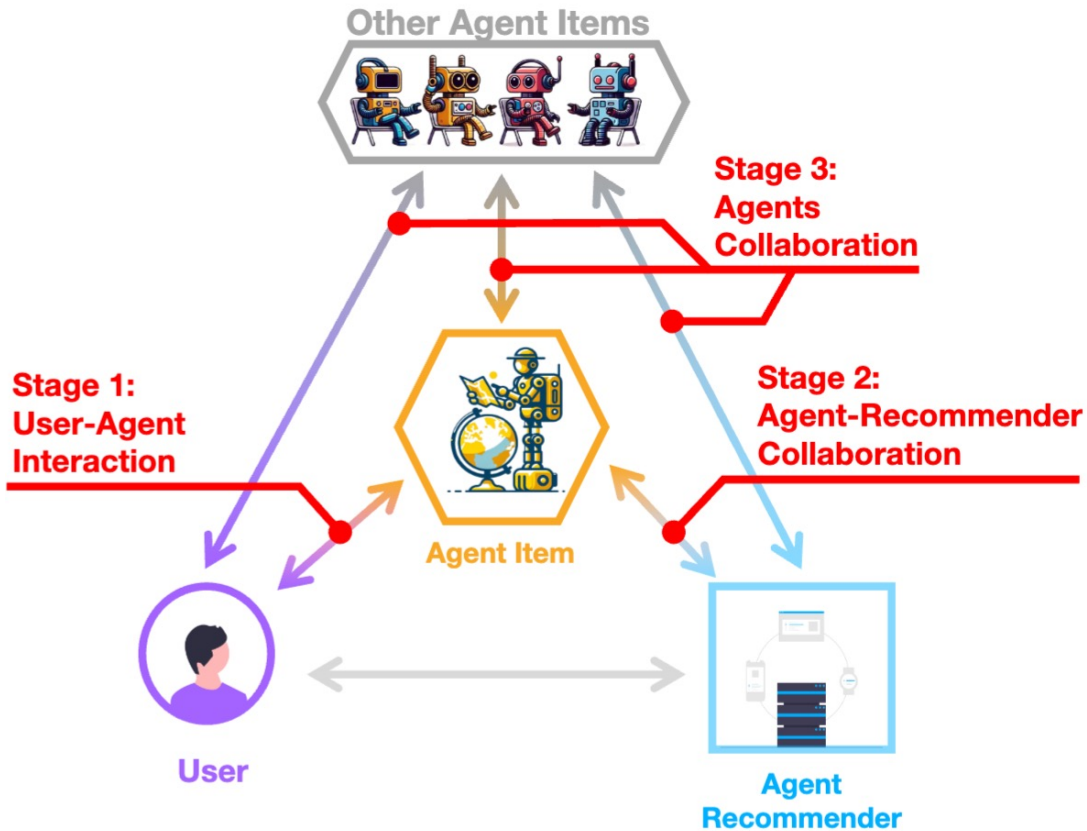 Other Agent Items
Stage 3:
Agents
Collaboration
Stage 1:
User-Agent
Interaction
Stage 2:
Agent-Recommender
Collaboration
Agent Item
User
Agent
Recommender